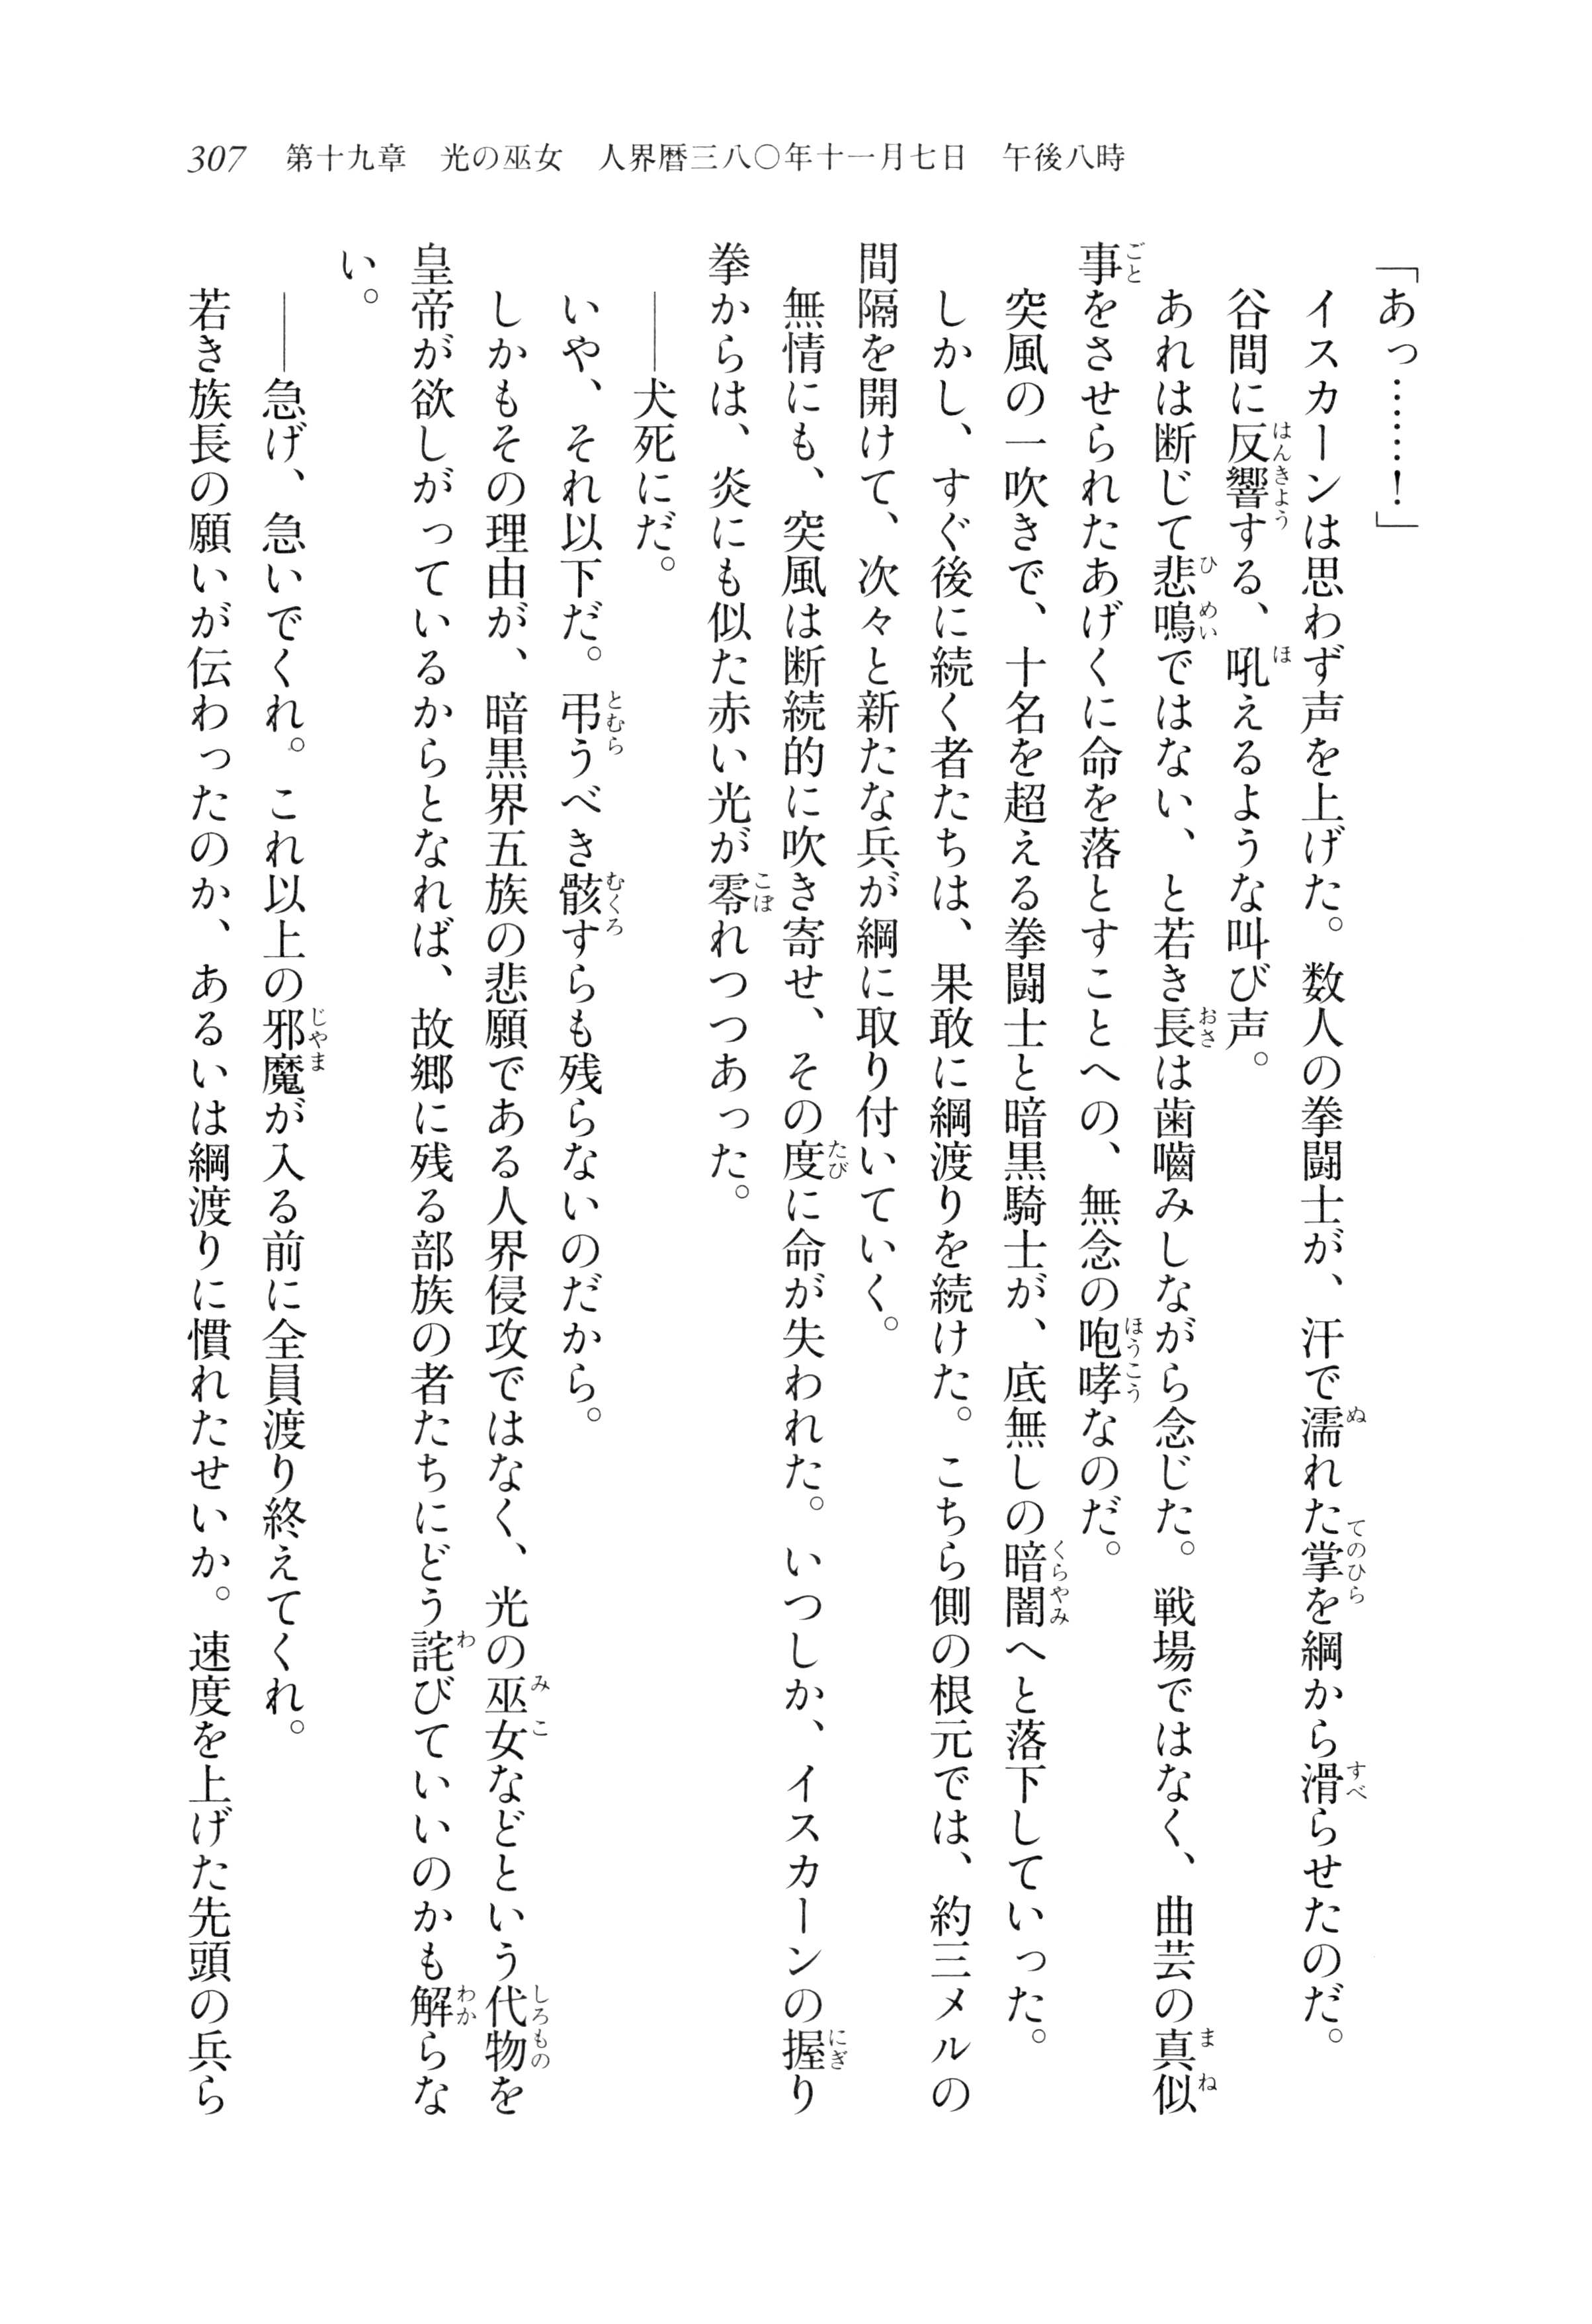 307　第十九章　光の巫女　人界暦三八〇年十一月七日　午後八時
「あっ……！」
　イスカーンは思わず声を上げた。数人の拳闘士が、汗で濡れた掌を綱から滑らせたのだ。
　谷間に反響する、吼えるような叫び声。
　あれは断じて悲鳴ではない、と若き長は歯嚙みしながら念じた。戦場ではなく、曲芸の真似
事をさせられたあげくに命を落とすことへの、無念の咆哮なのだ。
　突風の一吹きで、十名を超える拳闘士と暗黒騎士が、底無しの暗闇へと落下していった。
　しかし、すぐ後に続く者たちは、果敢に綱渡りを続けた。こちら側の根元では、約三メルの
間隔を開けて、次々と新たな兵が綱に取り付いていく。
　無情にも、突風は断続的に吹き寄せ、その度に命が失われた。いつしか、イスカーンの握り
拳からは、炎にも似た赤い光が零れつつあった。
　――犬死にだ。
　いや、それ以下だ。弔うべき骸すらも残らないのだから。
　しかもその理由が、暗黒界五族の悲願である人界侵攻ではなく、光の巫女などという代物を
皇帝が欲しがっているからとなれば、故郷に残る部族の者たちにどう詫びていいのかも解らな
い。
　――急げ、急いでくれ。これ以上の邪魔が入る前に全員渡り終えてくれ。
　若き族長の願いが伝わったのか、あるいは綱渡りに慣れたせいか。速度を上げた先頭の兵ら